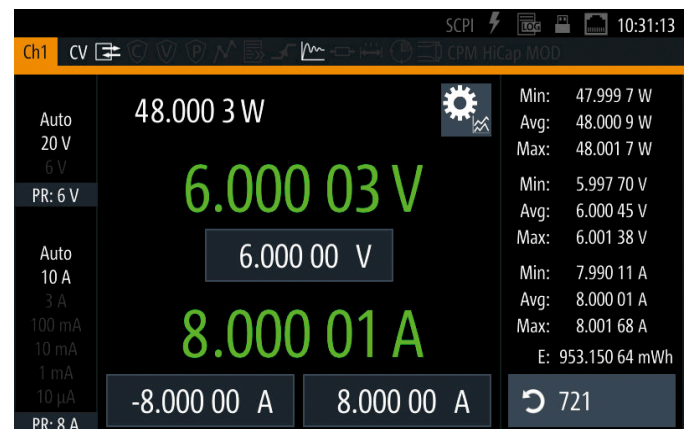 SCPI LOG 10:31:13
Ch1 CV C V P CPM HiCap MOD
Auto
20 V
6 V
PR: 6 V
Auto
10 A
3 A
100 mA
10 mA
1 mA
10 µA
PR: 8 A
48.000 3 W
6.000 03 V
6.000 00 V
8.000 01 A
-8.000 00 A 8.000 00 A
Min: 47.999 7 W
Avg: 48.000 9 W
Max: 48.001 7 W
Min: 5.997 70 V
Avg: 6.000 45 V
Max: 6.001 38 V
Min: 7.990 11 A
Avg: 8.000 01 A
Max: 8.001 68 A
E: 953.150 64 mWh
721